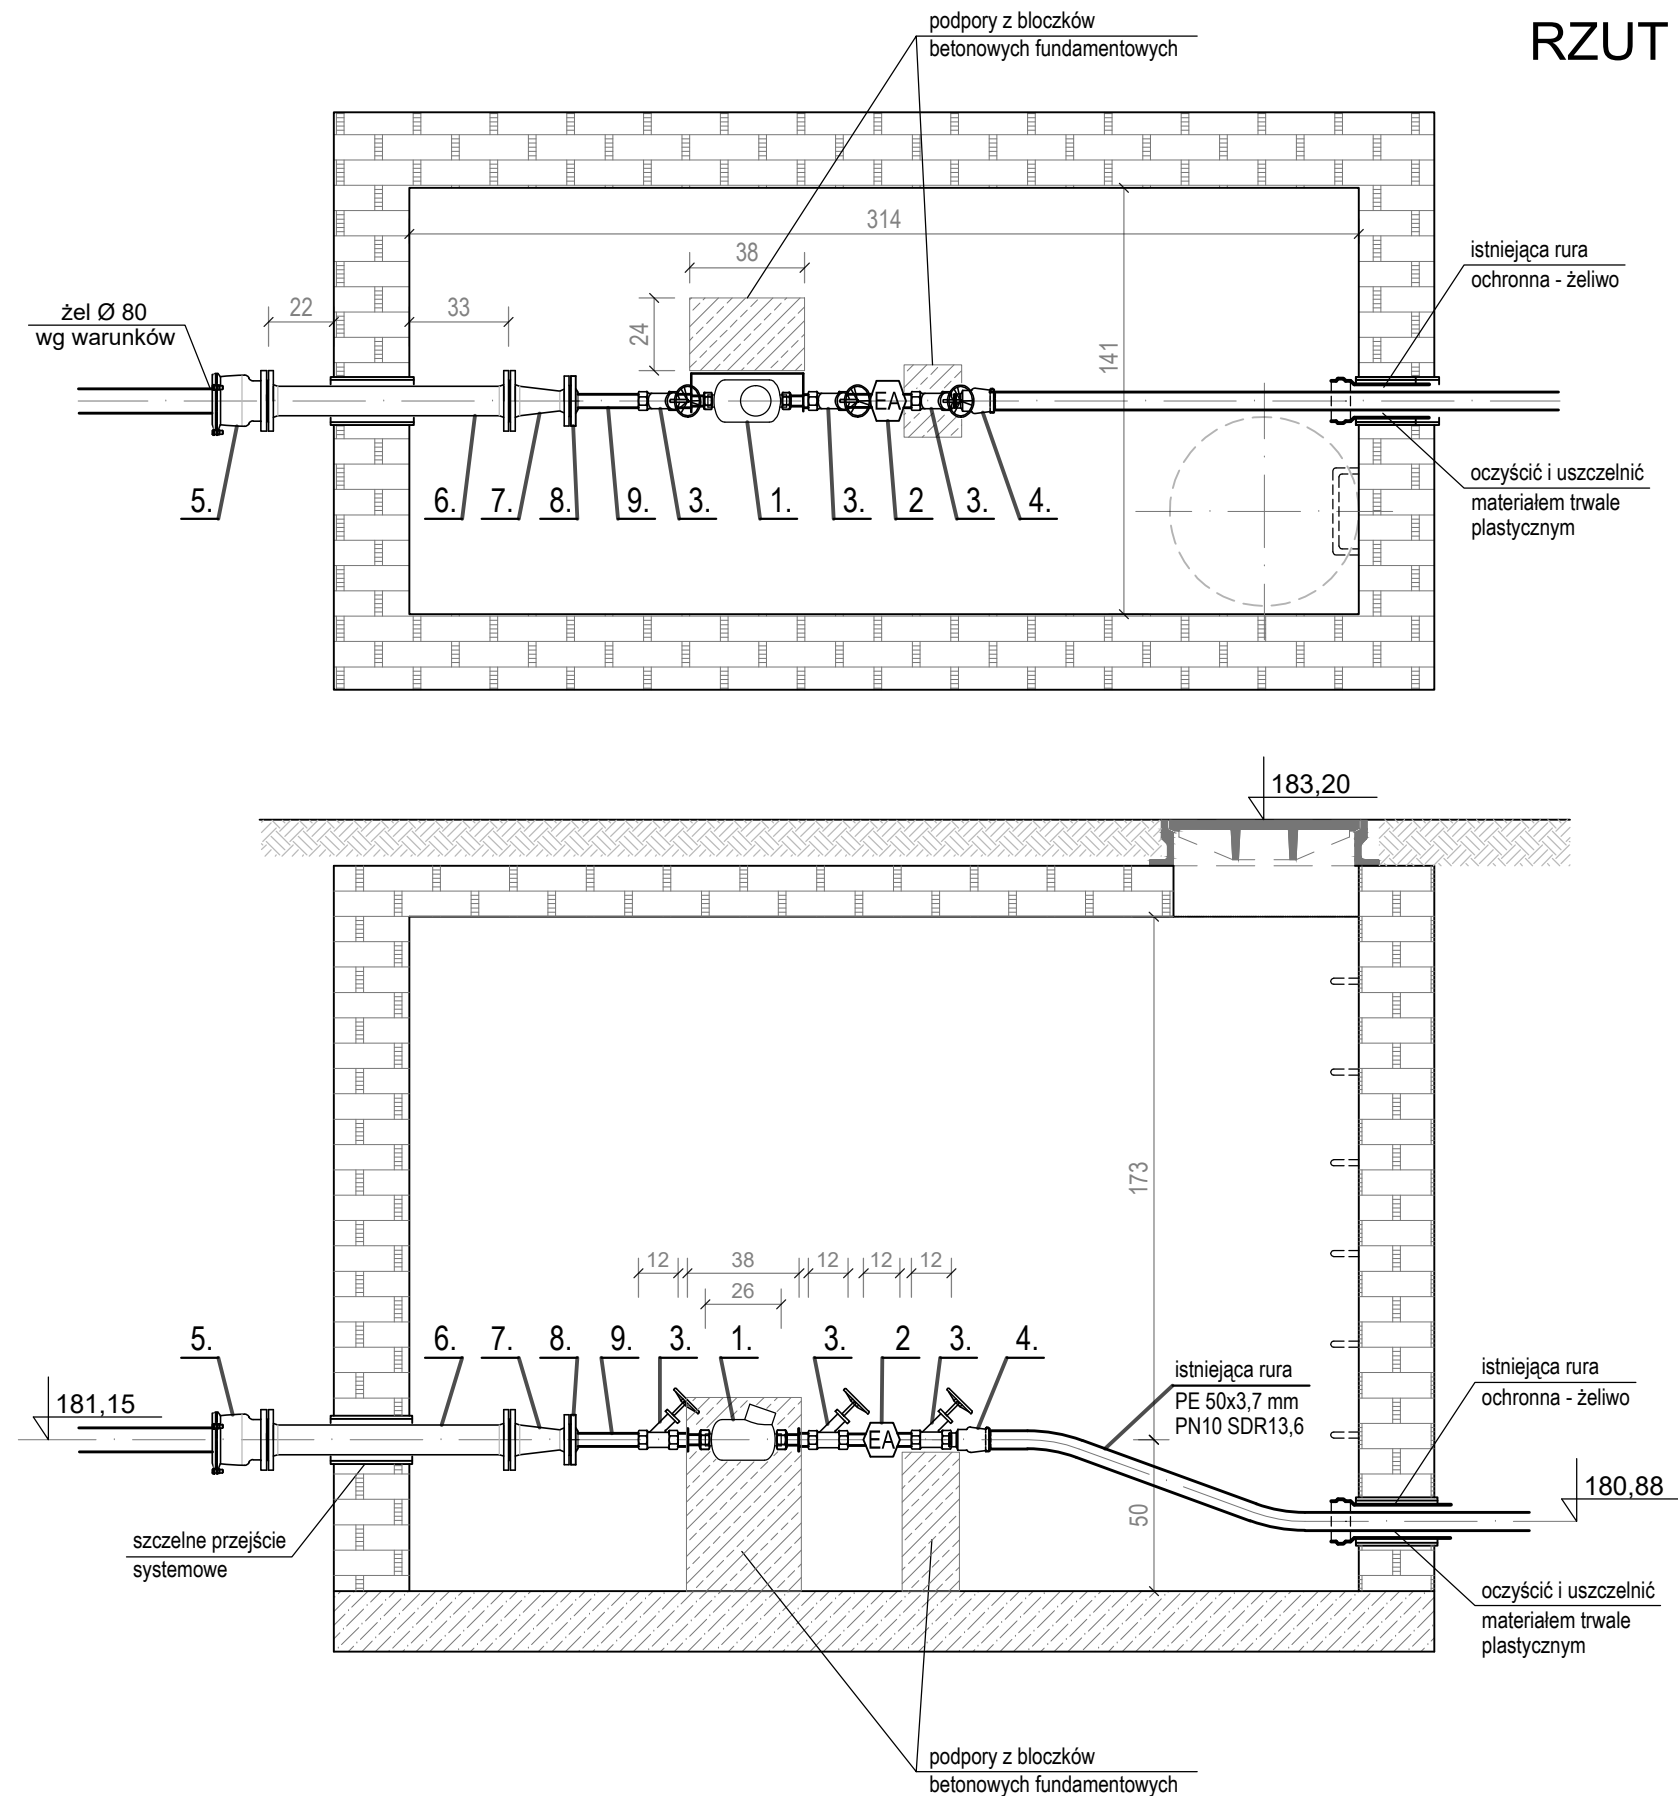 RZUT
podpory z bloczków
betonowych fundamentowych
314
38
istniejąca rura
ochronna - żeliwo
żel Ø 80
wg warunków
22
33
24
141
EA
5.
6.
7.
8.
9.
3.
1.
3.
2
3.
4.
oczyścić i uszczelnić
materiałem trwale
plastycznym
183,20
173
12
38
12
12
12
26
5.
6.
7.
8.
9.
3.
1.
3.
2
3.
4.
istniejąca rura
PE 50x3,7 mm
PN10 SDR13,6
istniejąca rura
ochronna - żeliwo
181,15
EA
180,88
50
szczelne przejście
systemowe
oczyścić i uszczelnić
materiałem trwale
plastycznym
podpory z bloczków
betonowych fundamentowych